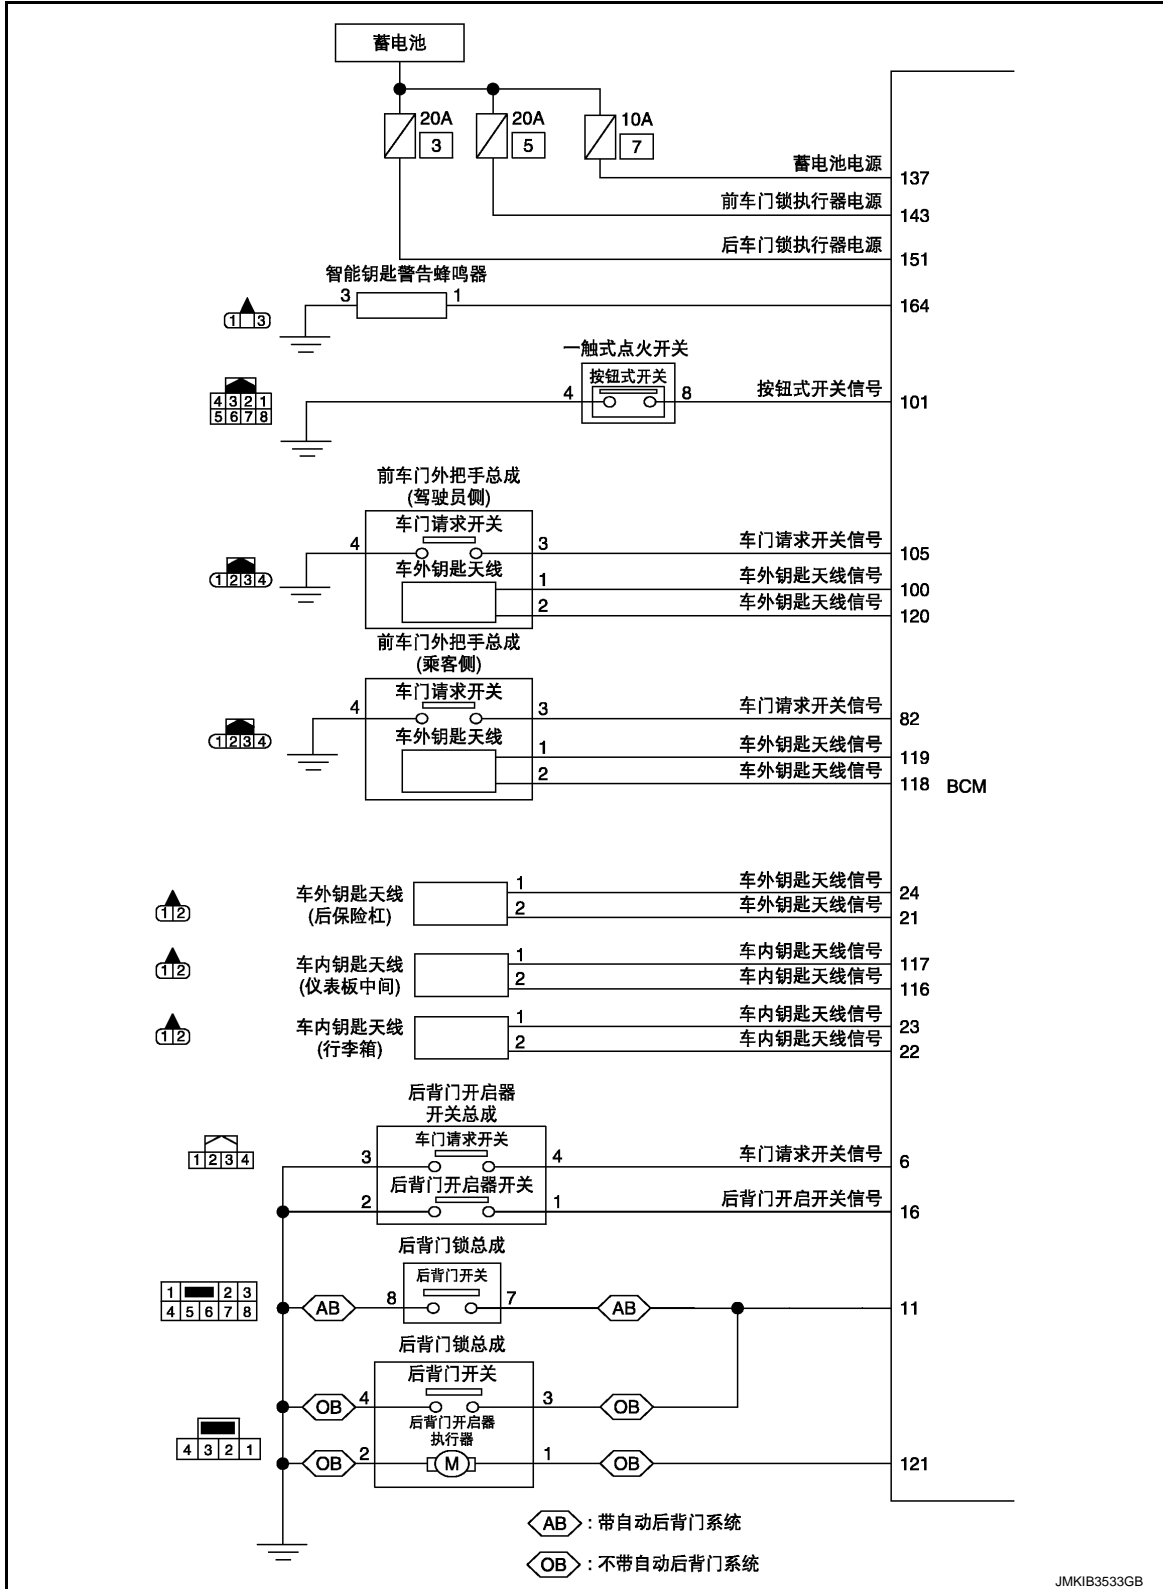 蓄电池
20A
3
20A
5
10A
7
蓄电池电源
137
前车门锁执行器电源
143
后车门锁执行器电源
151
智能钥匙警告蜂鸣器
3
1
164
1 3
一触式点火开关
按钮式开关
4
8
按钮式开关信号
101
4 3 2 1
5 6 7 8
前车门外把手总成
(驾驶员侧)
车门请求开关
4
3
车门请求开关信号
105
车外钥匙天线
1
车外钥匙天线信号
100
2
车外钥匙天线信号
120
1 2 3 4
前车门外把手总成
(乘客侧)
车门请求开关
4
3
车门请求开关信号
82
车外钥匙天线
1
车外钥匙天线信号
119
2
车外钥匙天线信号
118
BCM
1 2 3 4
车外钥匙天线
(后保险杠)
1
车外钥匙天线信号
24
2
车外钥匙天线信号
21
1 2
车内钥匙天线
(仪表板中间)
1
车内钥匙天线信号
117
2
车内钥匙天线信号
116
1 2
车内钥匙天线
(行李箱)
1
车内钥匙天线信号
23
2
车内钥匙天线信号
22
1 2
后背门开启器
开关总成
车门请求开关
3
4
车门请求开关信号
6
1 2 3 4
后背门开启器开关
2
1
后背门开启开关信号
16
后背门锁总成
后背门开关
1 2 3
4 5 6 7 8
AB
8
7
AB
11
后背门锁总成
后背门开关
OB
4
3
OB
后背门开启器
执行器
4 3 2 1
OB
2
M
1
OB
121
AB : 带自动后背门系统
OB : 不带自动后背门系统
JMKIB3533GB